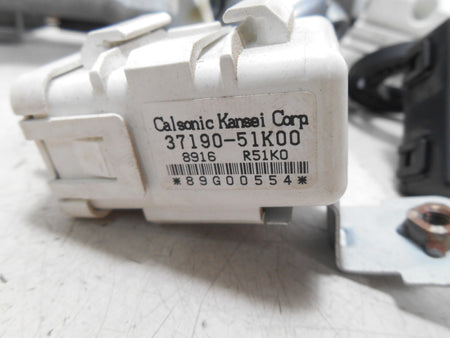 Calsonic Kansei Corp
37190-51K00
8916 R51K0
*89G00554*